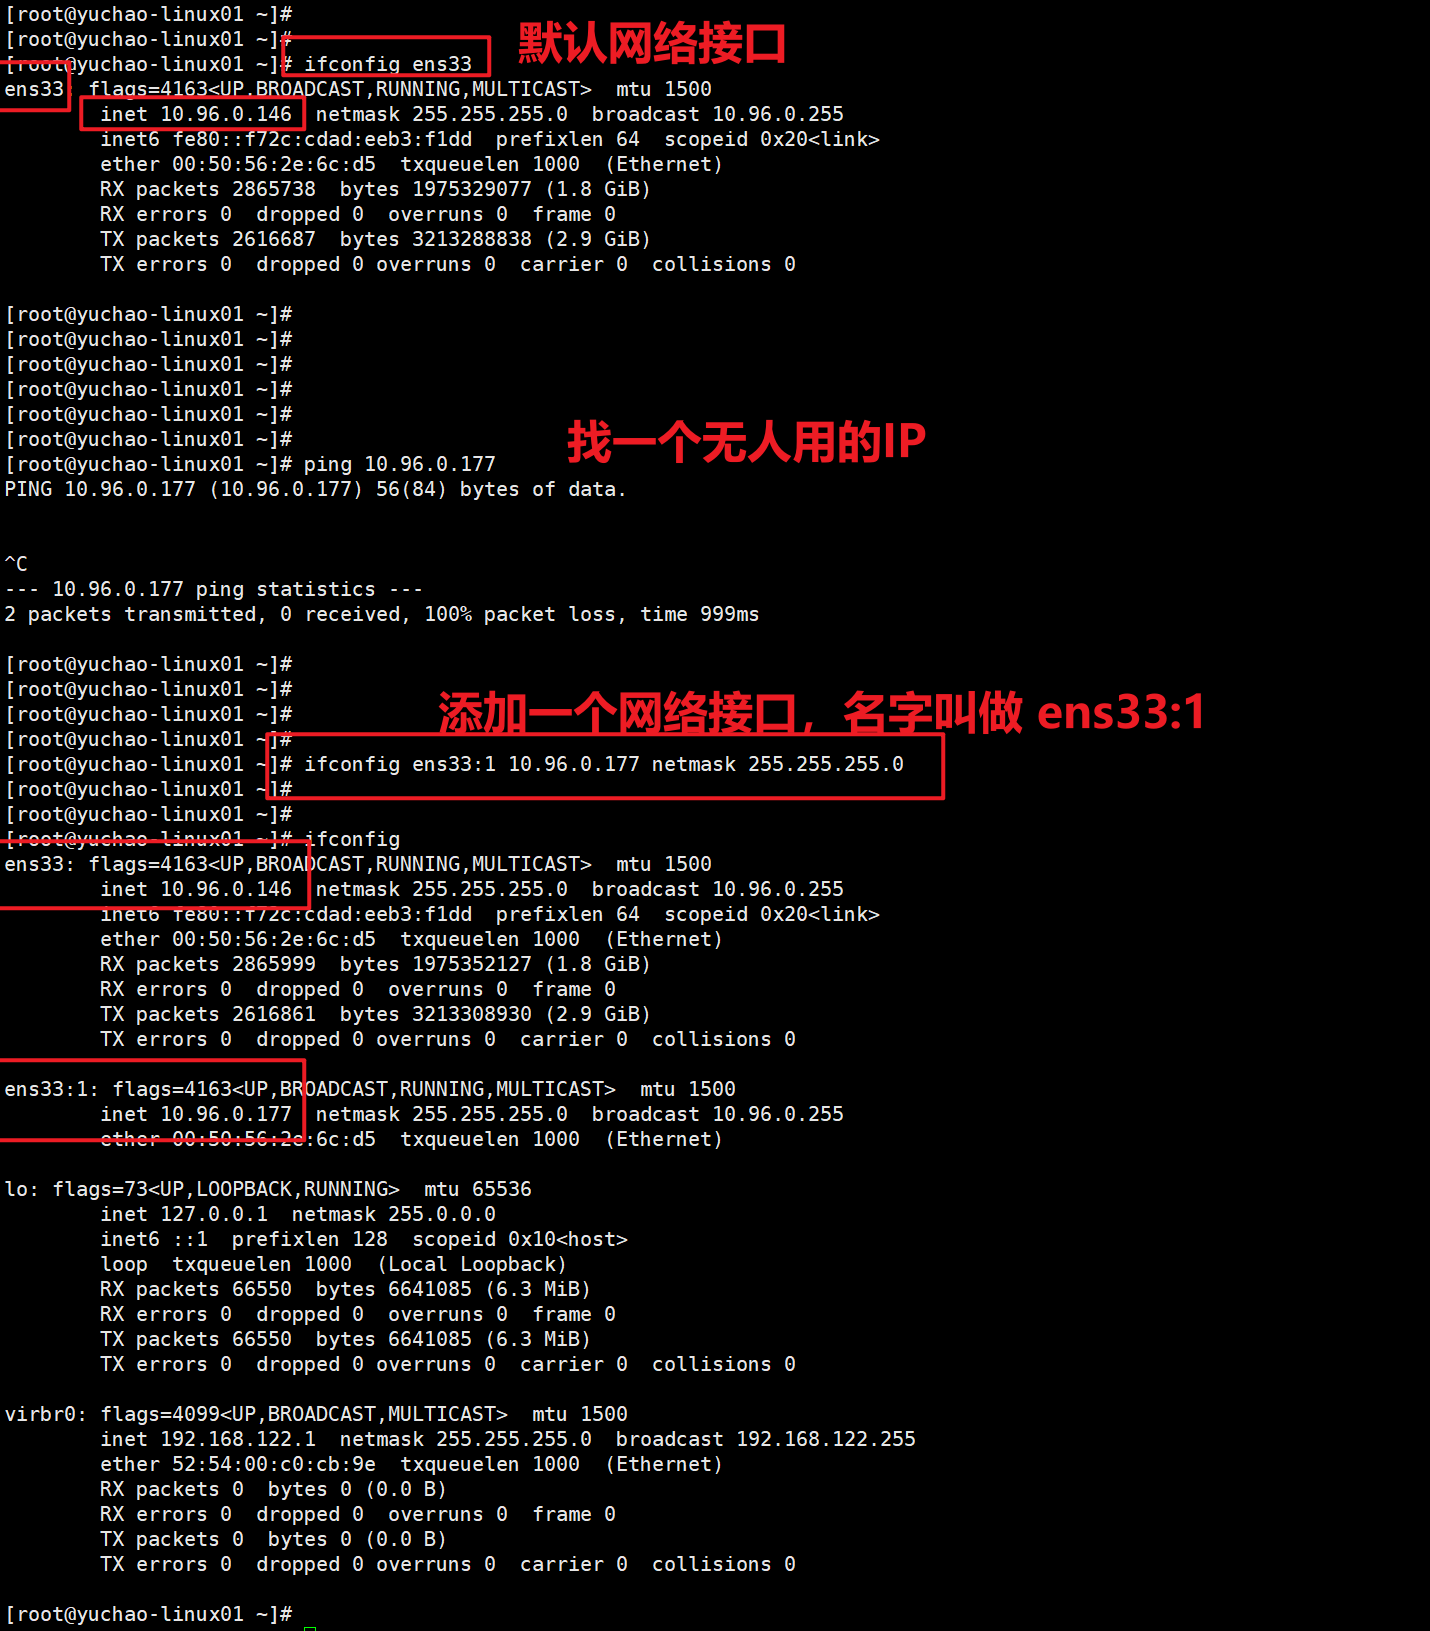 [root@yuchao-linux01 ~]#
[root@yuchao-linux01 ~]#
默认网络接口
[root@yuchao-linux01 ~]# ifconfig ens33
ens33: flags=4163<UP,BROADCAST,RUNNING,MULTICAST>  mtu 1500
        inet 10.96.0.146  netmask 255.255.255.0  broadcast 10.96.0.255
        inet6 fe80::f72c:cdad:eeb3:f1dd  prefixlen 64  scopeid 0x20<link>
        ether 00:50:56:2e:6c:d5  txqueuelen 1000  (Ethernet)
        RX packets 2865738  bytes 1975329077 (1.8 GiB)
        RX errors 0  dropped 0  overruns 0  frame 0
        TX packets 2616687  bytes 3213288838 (2.9 GiB)
        TX errors 0  dropped 0 overruns 0  carrier 0  collisions 0
[root@yuchao-linux01 ~]#
[root@yuchao-linux01 ~]#
[root@yuchao-linux01 ~]#
[root@yuchao-linux01 ~]#
[root@yuchao-linux01 ~]#
[root@yuchao-linux01 ~]#
找一个无人用的IP
[root@yuchao-linux01 ~]# ping 10.96.0.177
PING 10.96.0.177 (10.96.0.177) 56(84) bytes of data.
^C
--- 10.96.0.177 ping statistics ---
2 packets transmitted, 0 received, 100% packet loss, time 999ms
[root@yuchao-linux01 ~]#
[root@yuchao-linux01 ~]#
[root@yuchao-linux01 ~]#
添加一个网络接口，名字叫做 ens33:1
[root@yuchao-linux01 ~]#
[root@yuchao-linux01 ~]# ifconfig ens33:1 10.96.0.177 netmask 255.255.255.0
[root@yuchao-linux01 ~]#
[root@yuchao-linux01 ~]#
[root@yuchao-linux01 ~]# ifconfig
ens33: flags=4163<UP,BROADCAST,RUNNING,MULTICAST>  mtu 1500
        inet 10.96.0.146  netmask 255.255.255.0  broadcast 10.96.0.255
        inet6 fe80::f72c:cdad:eeb3:f1dd  prefixlen 64  scopeid 0x20<link>
        ether 00:50:56:2e:6c:d5  txqueuelen 1000  (Ethernet)
        RX packets 2865999  bytes 1975352127 (1.8 GiB)
        RX errors 0  dropped 0  overruns 0  frame 0
        TX packets 2616861  bytes 3213308930 (2.9 GiB)
        TX errors 0  dropped 0 overruns 0  carrier 0  collisions 0
ens33:1: flags=4163<UP,BROADCAST,RUNNING,MULTICAST>  mtu 1500
        inet 10.96.0.177  netmask 255.255.255.0  broadcast 10.96.0.255
        ether 00:50:56:2e:6c:d5  txqueuelen 1000  (Ethernet)
lo: flags=73<UP,LOOPBACK,RUNNING>  mtu 65536
        inet 127.0.0.1  netmask 255.0.0.0
        inet6 ::1  prefixlen 128  scopeid 0x10<host>
        loop  txqueuelen 1000  (Local Loopback)
        RX packets 66550  bytes 6641085 (6.3 MiB)
        RX errors 0  dropped 0  overruns 0  frame 0
        TX packets 66550  bytes 6641085 (6.3 MiB)
        TX errors 0  dropped 0 overruns 0  carrier 0  collisions 0
virbr0: flags=4099<UP,BROADCAST,MULTICAST>  mtu 1500
        inet 192.168.122.1  netmask 255.255.255.0  broadcast 192.168.122.255
        ether 52:54:00:c0:cb:9e  txqueuelen 1000  (Ethernet)
        RX packets 0  bytes 0 (0.0 B)
        RX errors 0  dropped 0  overruns 0  frame 0
        TX packets 0  bytes 0 (0.0 B)
        TX errors 0  dropped 0 overruns 0  carrier 0  collisions 0
[root@yuchao-linux01 ~]#